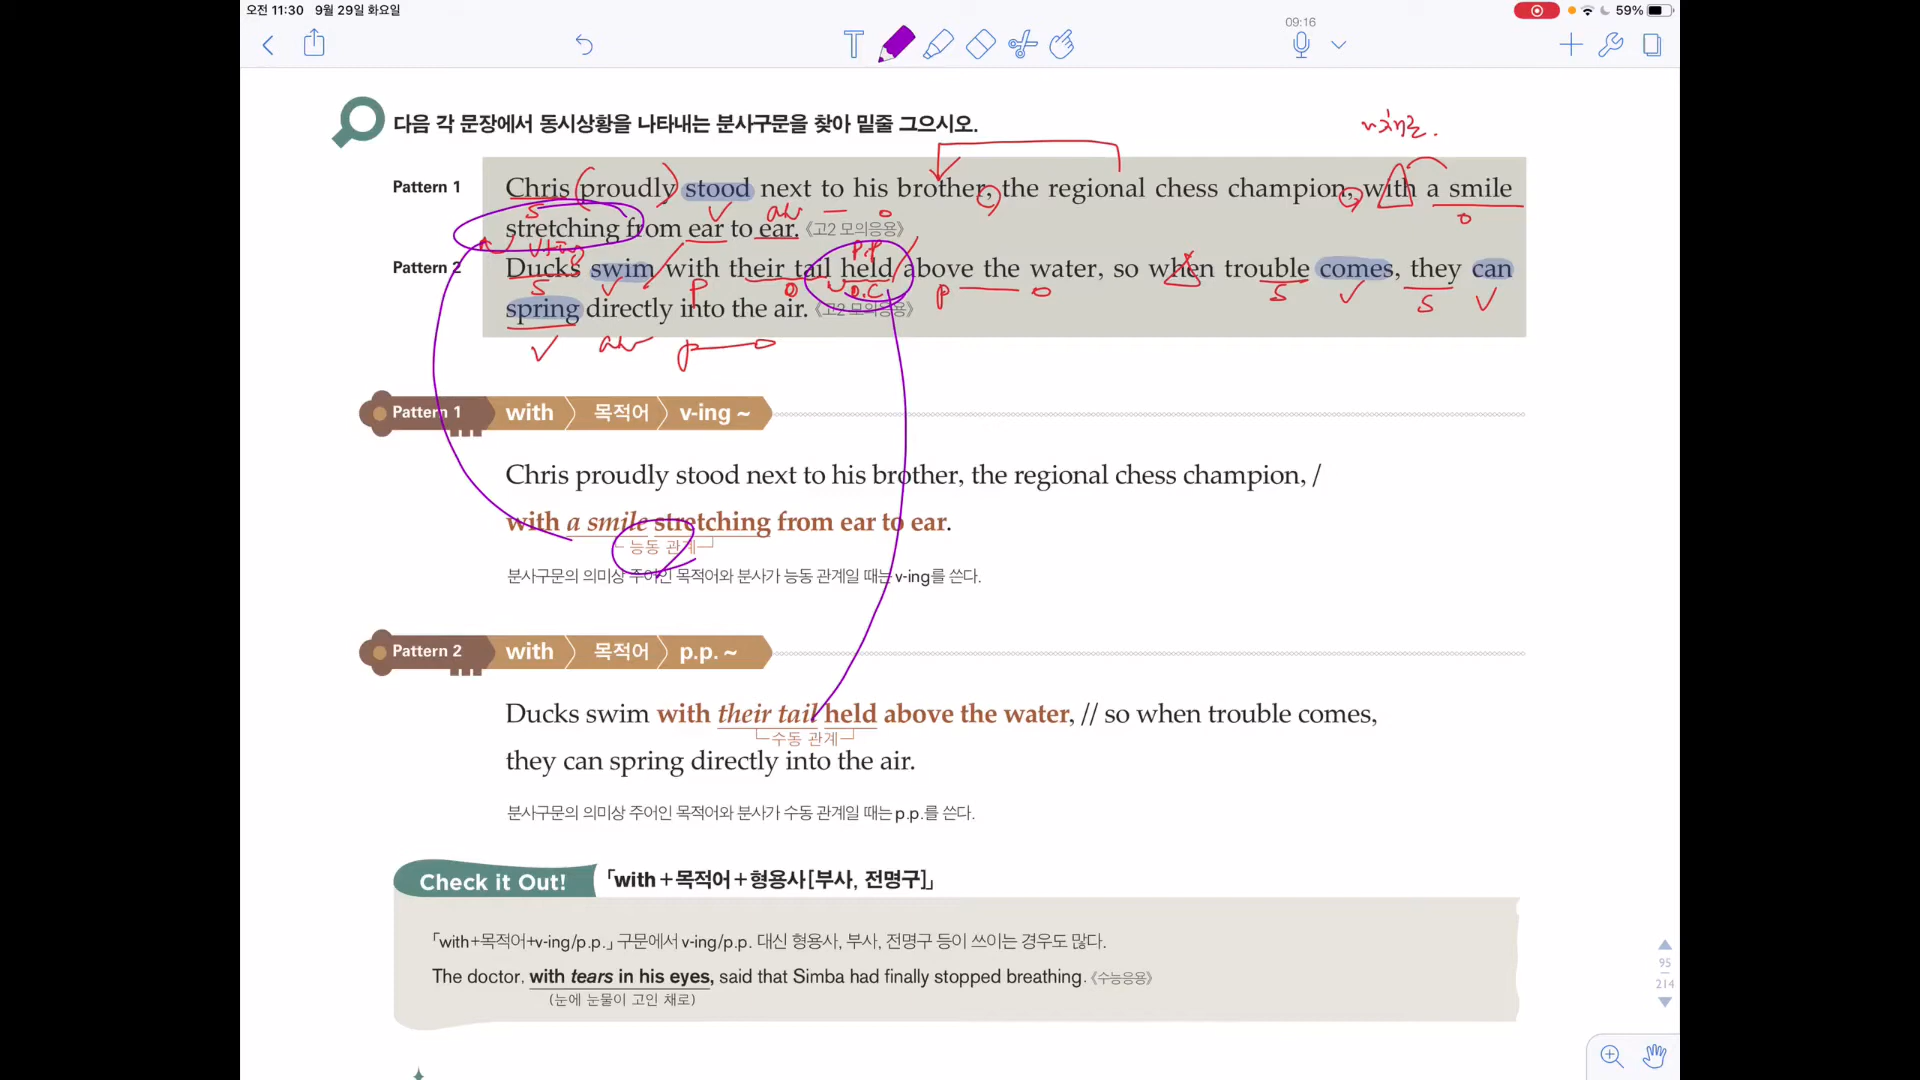 오전 11:30 9월 29일 화요일
59%
09:16
다음 각 문장에서 동시상황을 나타내는 분사구문을 찾아 밑줄 그으시오.
Pattern 1 Chris proudly stood next to his brother, the regional chess champion, with a smile
S V ad O
stretching from ear to ear. 《고2 모의응용》
V+ing P.P
Pattern 2 Ducks swim with their tail held above the water, so when trouble comes, they can
S V P O O.C P O S V S V
spring directly into the air. 《고2 모의응용》
V ad P O
Pattern 1 with 목적어 v-ing ~
Chris proudly stood next to his brother, the regional chess champion, /
with a smile stretching from ear to ear.
능동 관계
분사구문의 의미상 주어인 목적어와 분사가 능동 관계일 때는 v-ing를 쓴다.
Pattern 2 with 목적어 p.p. ~
Ducks swim with their tail held above the water, // so when trouble comes,
수동 관계
they can spring directly into the air.
분사구문의 의미상 주어인 목적어와 분사가 수동 관계일 때는 p.p.를 쓴다.
Check it Out! 「with+목적어+형용사[부사, 전명구]」
「with+목적어+v-ing/p.p.」 구문에서 v-ing/p.p. 대신 형용사, 부사, 전명구 등이 쓰이는 경우도 많다.
The doctor, with tears in his eyes, said that Simba had finally stopped breathing. 《수능응용》
(눈에 눈물이 고인 채로)
95
214